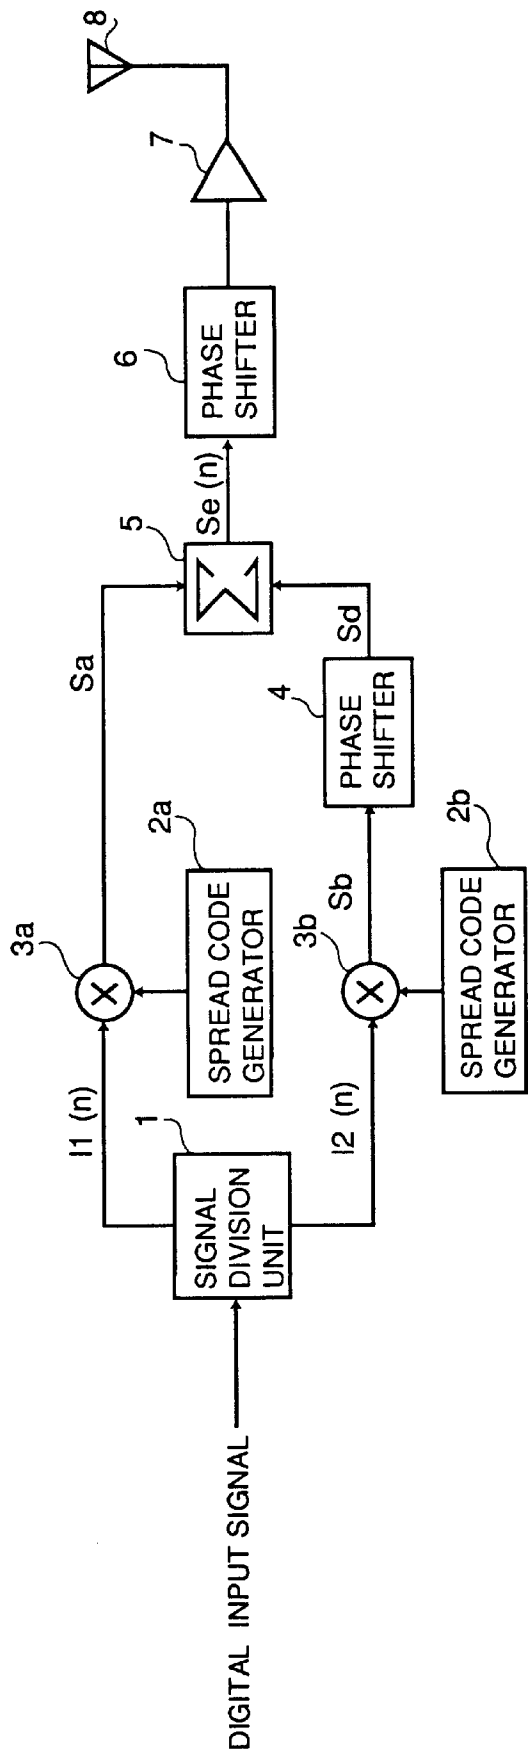 DIGITAL INPUT SIGNAL
1
SIGNAL
DIVISION
UNIT
I1 (n)
I2 (n)
3a
X
2a
SPREAD CODE
GENERATOR
3b
X
2b
SPREAD CODE
GENERATOR
Sa
Sb
4
PHASE
SHIFTER
Sd
5
Σ
Se (n)
6
PHASE
SHIFTER
7
8